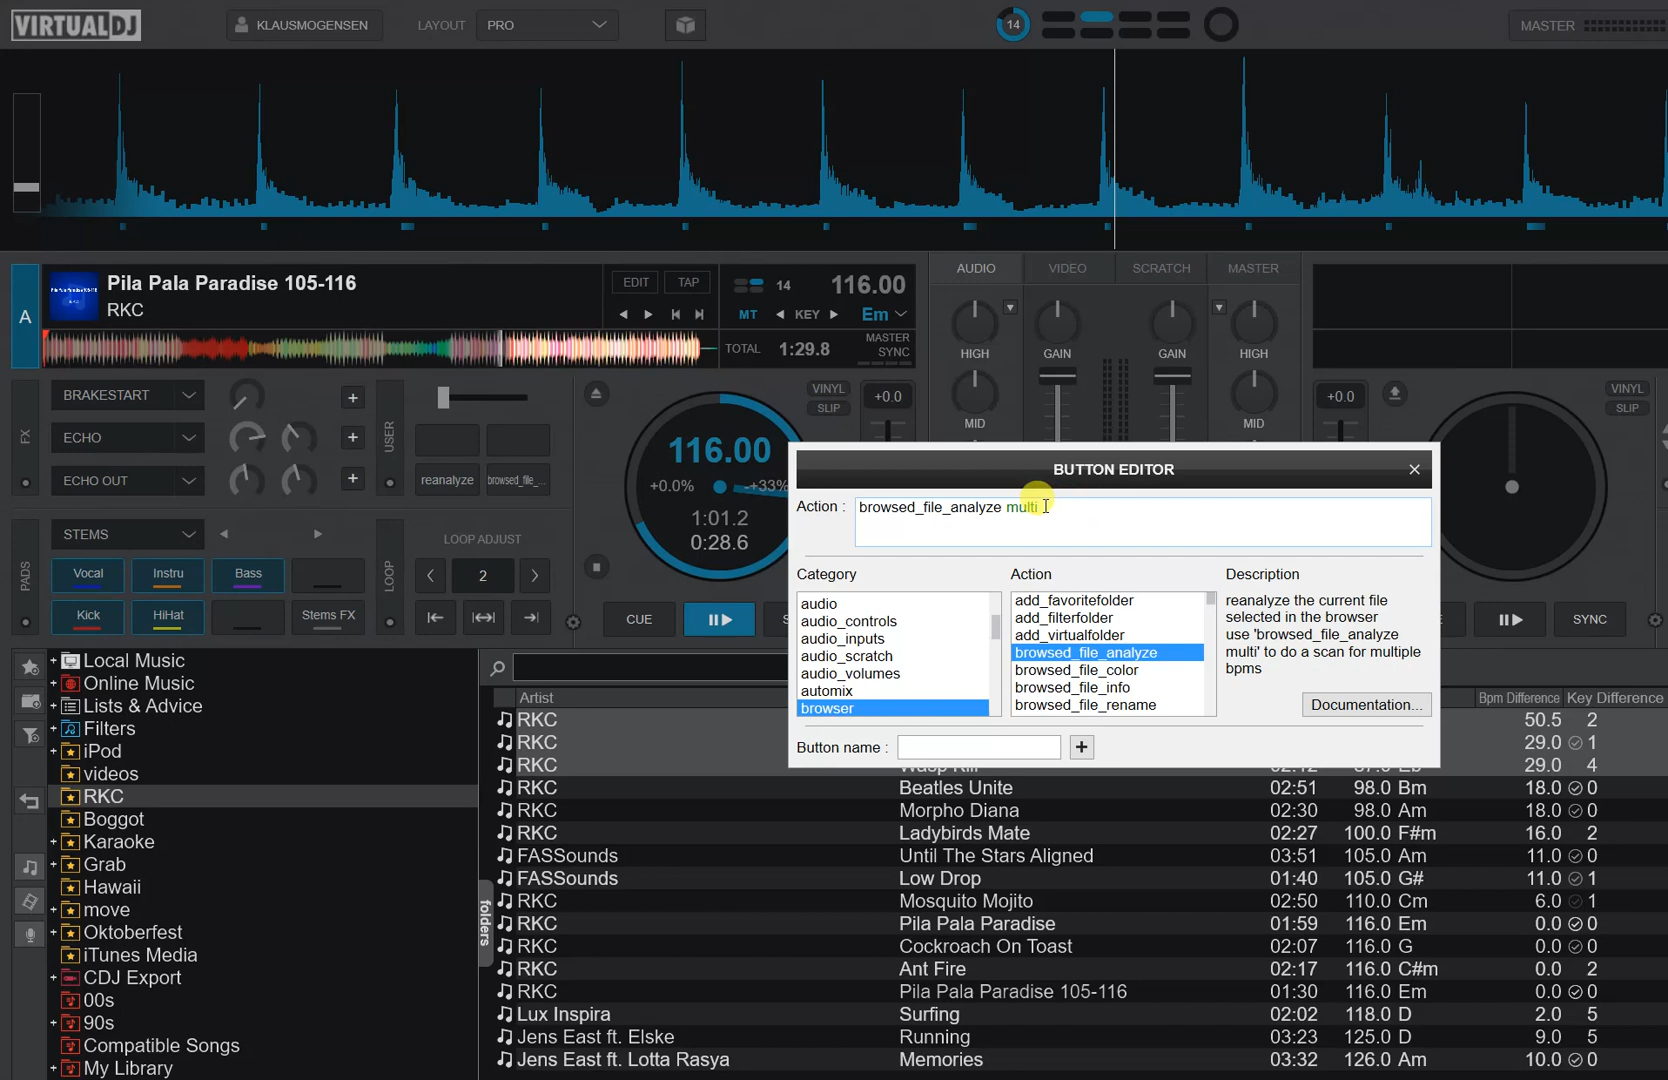 VIRTUALDJ
KLAUSMOGENSEN
LAYOUT
PRO
14
MASTER
A
Pila Pala Paradise 105-116
RKC
EDIT
TAP
14
116.00
MT
KEY
Em
TOTAL
1:29.8
MASTER
SYNC
AUDIO
VIDEO
SCRATCH
MASTER
HIGH
GAIN
GAIN
HIGH
MID
MID
FX
BRAKESTART
ECHO
ECHO OUT
USER
reanalyze
browsed_file_...
VINYL
SLIP
+0.0
116.00
+0.0%
-+33%
1:01.2
0:28.6
+0.0
VINYL
SLIP
PADS
STEMS
Vocal
Instru
Bass
Kick
HiHat
Stems FX
LOOP
LOOP ADJUST
2
CUE
SYNC
BUTTON EDITOR
Action :
browsed_file_analyze multi
Category
Action
Description
audio
audio_controls
audio_inputs
audio_scratch
audio_volumes
automix
browser
add_favoritefolder
add_filterfolder
add_virtualfolder
browsed_file_analyze
browsed_file_color
browsed_file_info
browsed_file_rename
reanalyze the current file
selected in the browser
use 'browsed_file_analyze
multi' to do a scan for multiple
bpms
Documentation...
Button name :
+
Local Music
Online Music
Lists & Advice
Filters
iPod
videos
RKC
Boggot
Karaoke
Grab
Hawaii
move
Oktoberfest
iTunes Media
CDJ Export
00s
90s
Compatible Songs
My Library
folders
Artist
Bpm Difference
Key Difference
RKC 50.5 2
RKC 29.0 1
RKC 29.0 4
RKC Beatles Unite 02:51 98.0 Bm 18.0 0
RKC Morpho Diana 02:30 98.0 Am 18.0 0
RKC Ladybirds Mate 02:27 100.0 F#m 16.0 2
FASSounds Until The Stars Aligned 03:51 105.0 Am 11.0 0
FASSounds Low Drop 01:40 105.0 G# 11.0 1
RKC Mosquito Mojito 02:50 110.0 Cm 6.0 1
RKC Pila Pala Paradise 01:59 116.0 Em 0.0 0
RKC Cockroach On Toast 02:07 116.0 G 0.0 0
RKC Ant Fire 02:17 116.0 C#m 0.0 2
RKC Pila Pala Paradise 105-116 01:30 116.0 Em 0.0 0
Lux Inspira Surfing 02:02 118.0 D 2.0 5
Jens East ft. Elske Running 03:23 125.0 D 9.0 5
Jens East ft. Lotta Rasya Memories 03:32 126.0 Am 10.0 0